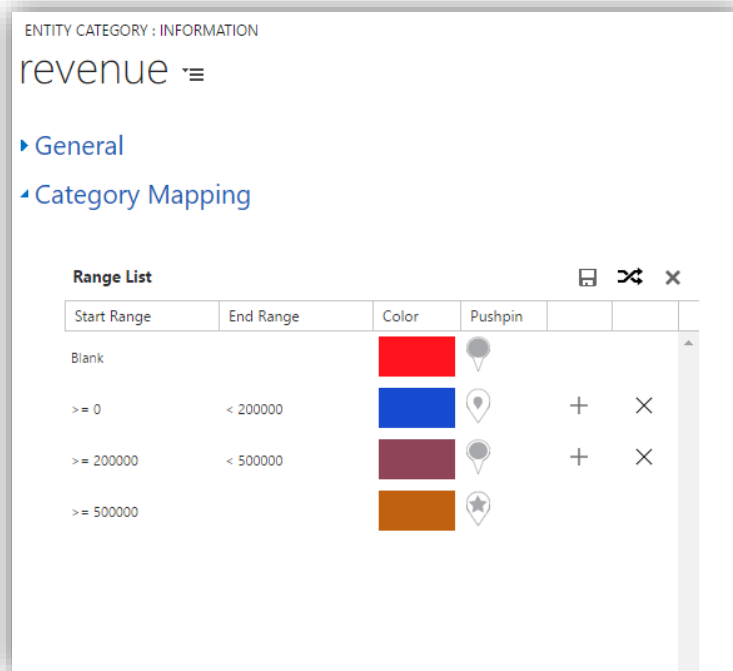 ENTITY CATEGORY : INFORMATION
revenue
General
Category Mapping
Range List
Start Range End Range Color Pushpin
Blank
>= 0 < 200000
>= 200000 < 500000
>= 500000